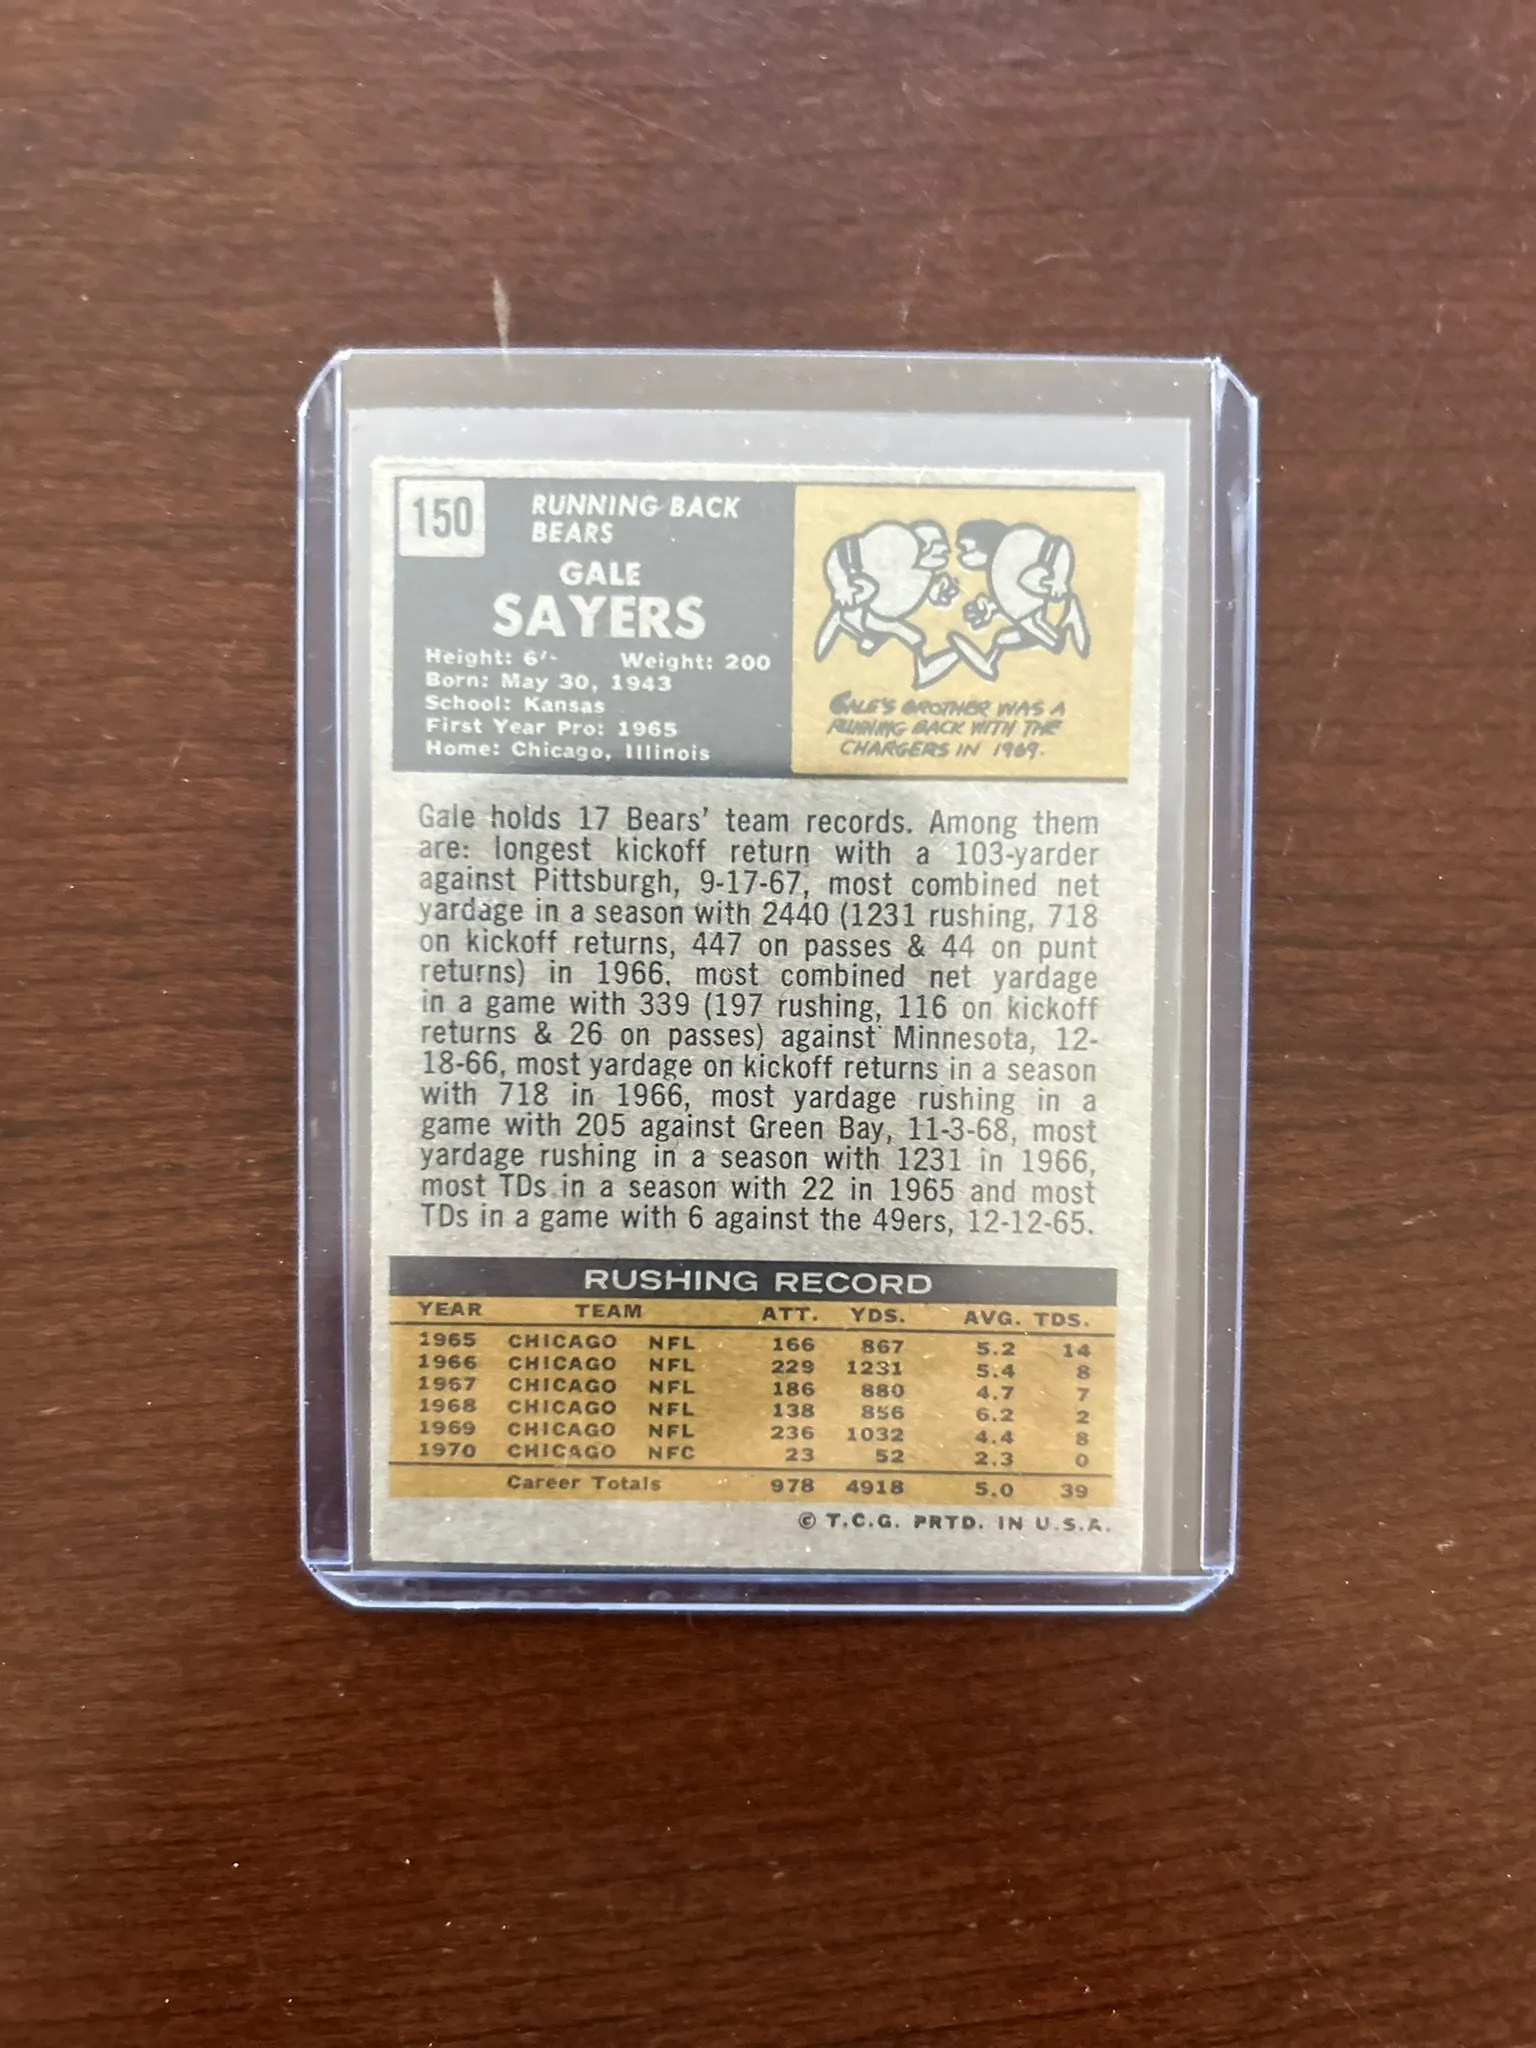 150
RUNNING BACK
BEARS
GALE
SAYERS
Height: 6'- Weight: 200
Born: May 30, 1943
School: Kansas
First Year Pro: 1965
Home: Chicago, Illinois
GALE'S BROTHER WAS A
RUNNING BACK WITH THE
CHARGERS IN 1969.
Gale holds 17 Bears' team records. Among them
are: longest kickoff return with a 103-yarder
against Pittsburgh, 9-17-67, most combined net
yardage in a season with 2440 (1231 rushing, 718
on kickoff returns, 447 on passes & 44 on punt
returns) in 1966, most combined net yardage
in a game with 339 (197 rushing, 116 on kickoff
returns & 26 on passes) against Minnesota, 12-
18-66, most yardage on kickoff returns in a season
with 718 in 1966, most yardage rushing in a
game with 205 against Green Bay, 11-3-68, most
yardage rushing in a season with 1231 in 1966,
most TDs in a season with 22 in 1965 and most
TDs in a game with 6 against the 49ers, 12-12-65.
RUSHING RECORD
YEAR TEAM ATT. YDS. AVG. TDS.
1965 CHICAGO NFL 166 867 5.2 14
1966 CHICAGO NFL 229 1231 5.4 8
1967 CHICAGO NFL 186 880 4.7 7
1968 CHICAGO NFL 138 856 6.2 2
1969 CHICAGO NFL 236 1032 4.4 8
1970 CHICAGO NFC 23 52 2.3 0
Career Totals 978 4918 5.0 39
© T.C.G. PRTD. IN U.S.A.